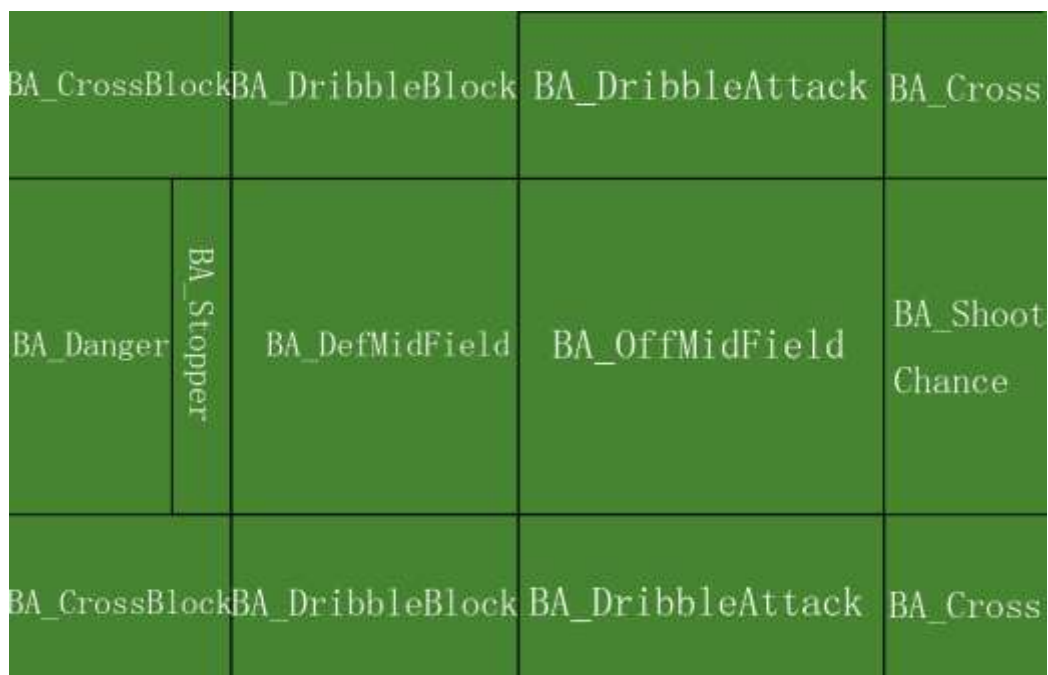 BA_CrossBlock BA_DribbleBlock BA_DribbleAttack BA_Cross
BA_Danger
BA_Stopper
BA_DefMidField
BA_OffMidField
BA_Shoot
Chance
BA_CrossBlock BA_DribbleBlock BA_DribbleAttack BA_Cross